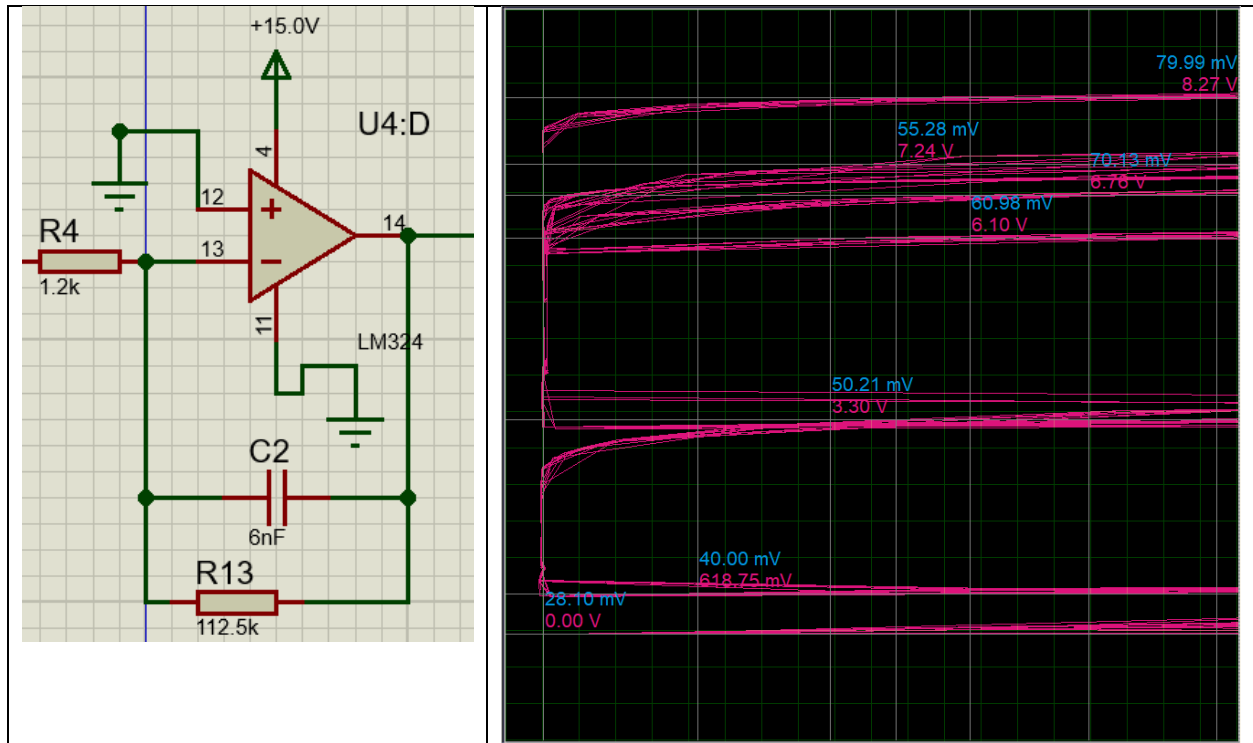 +15.0V
U4:D
4
12
14
R4
13
1.2k
11
LM324
C2
6nF
R13
112.5k
79.99 mV
8.27 V
55.28 mV
7.24 V
70.13 mV
6.76 V
60.98 mV
6.10 V
50.21 mV
3.30 V
40.00 mV
618.75 mV
28.10 mV
0.00 V